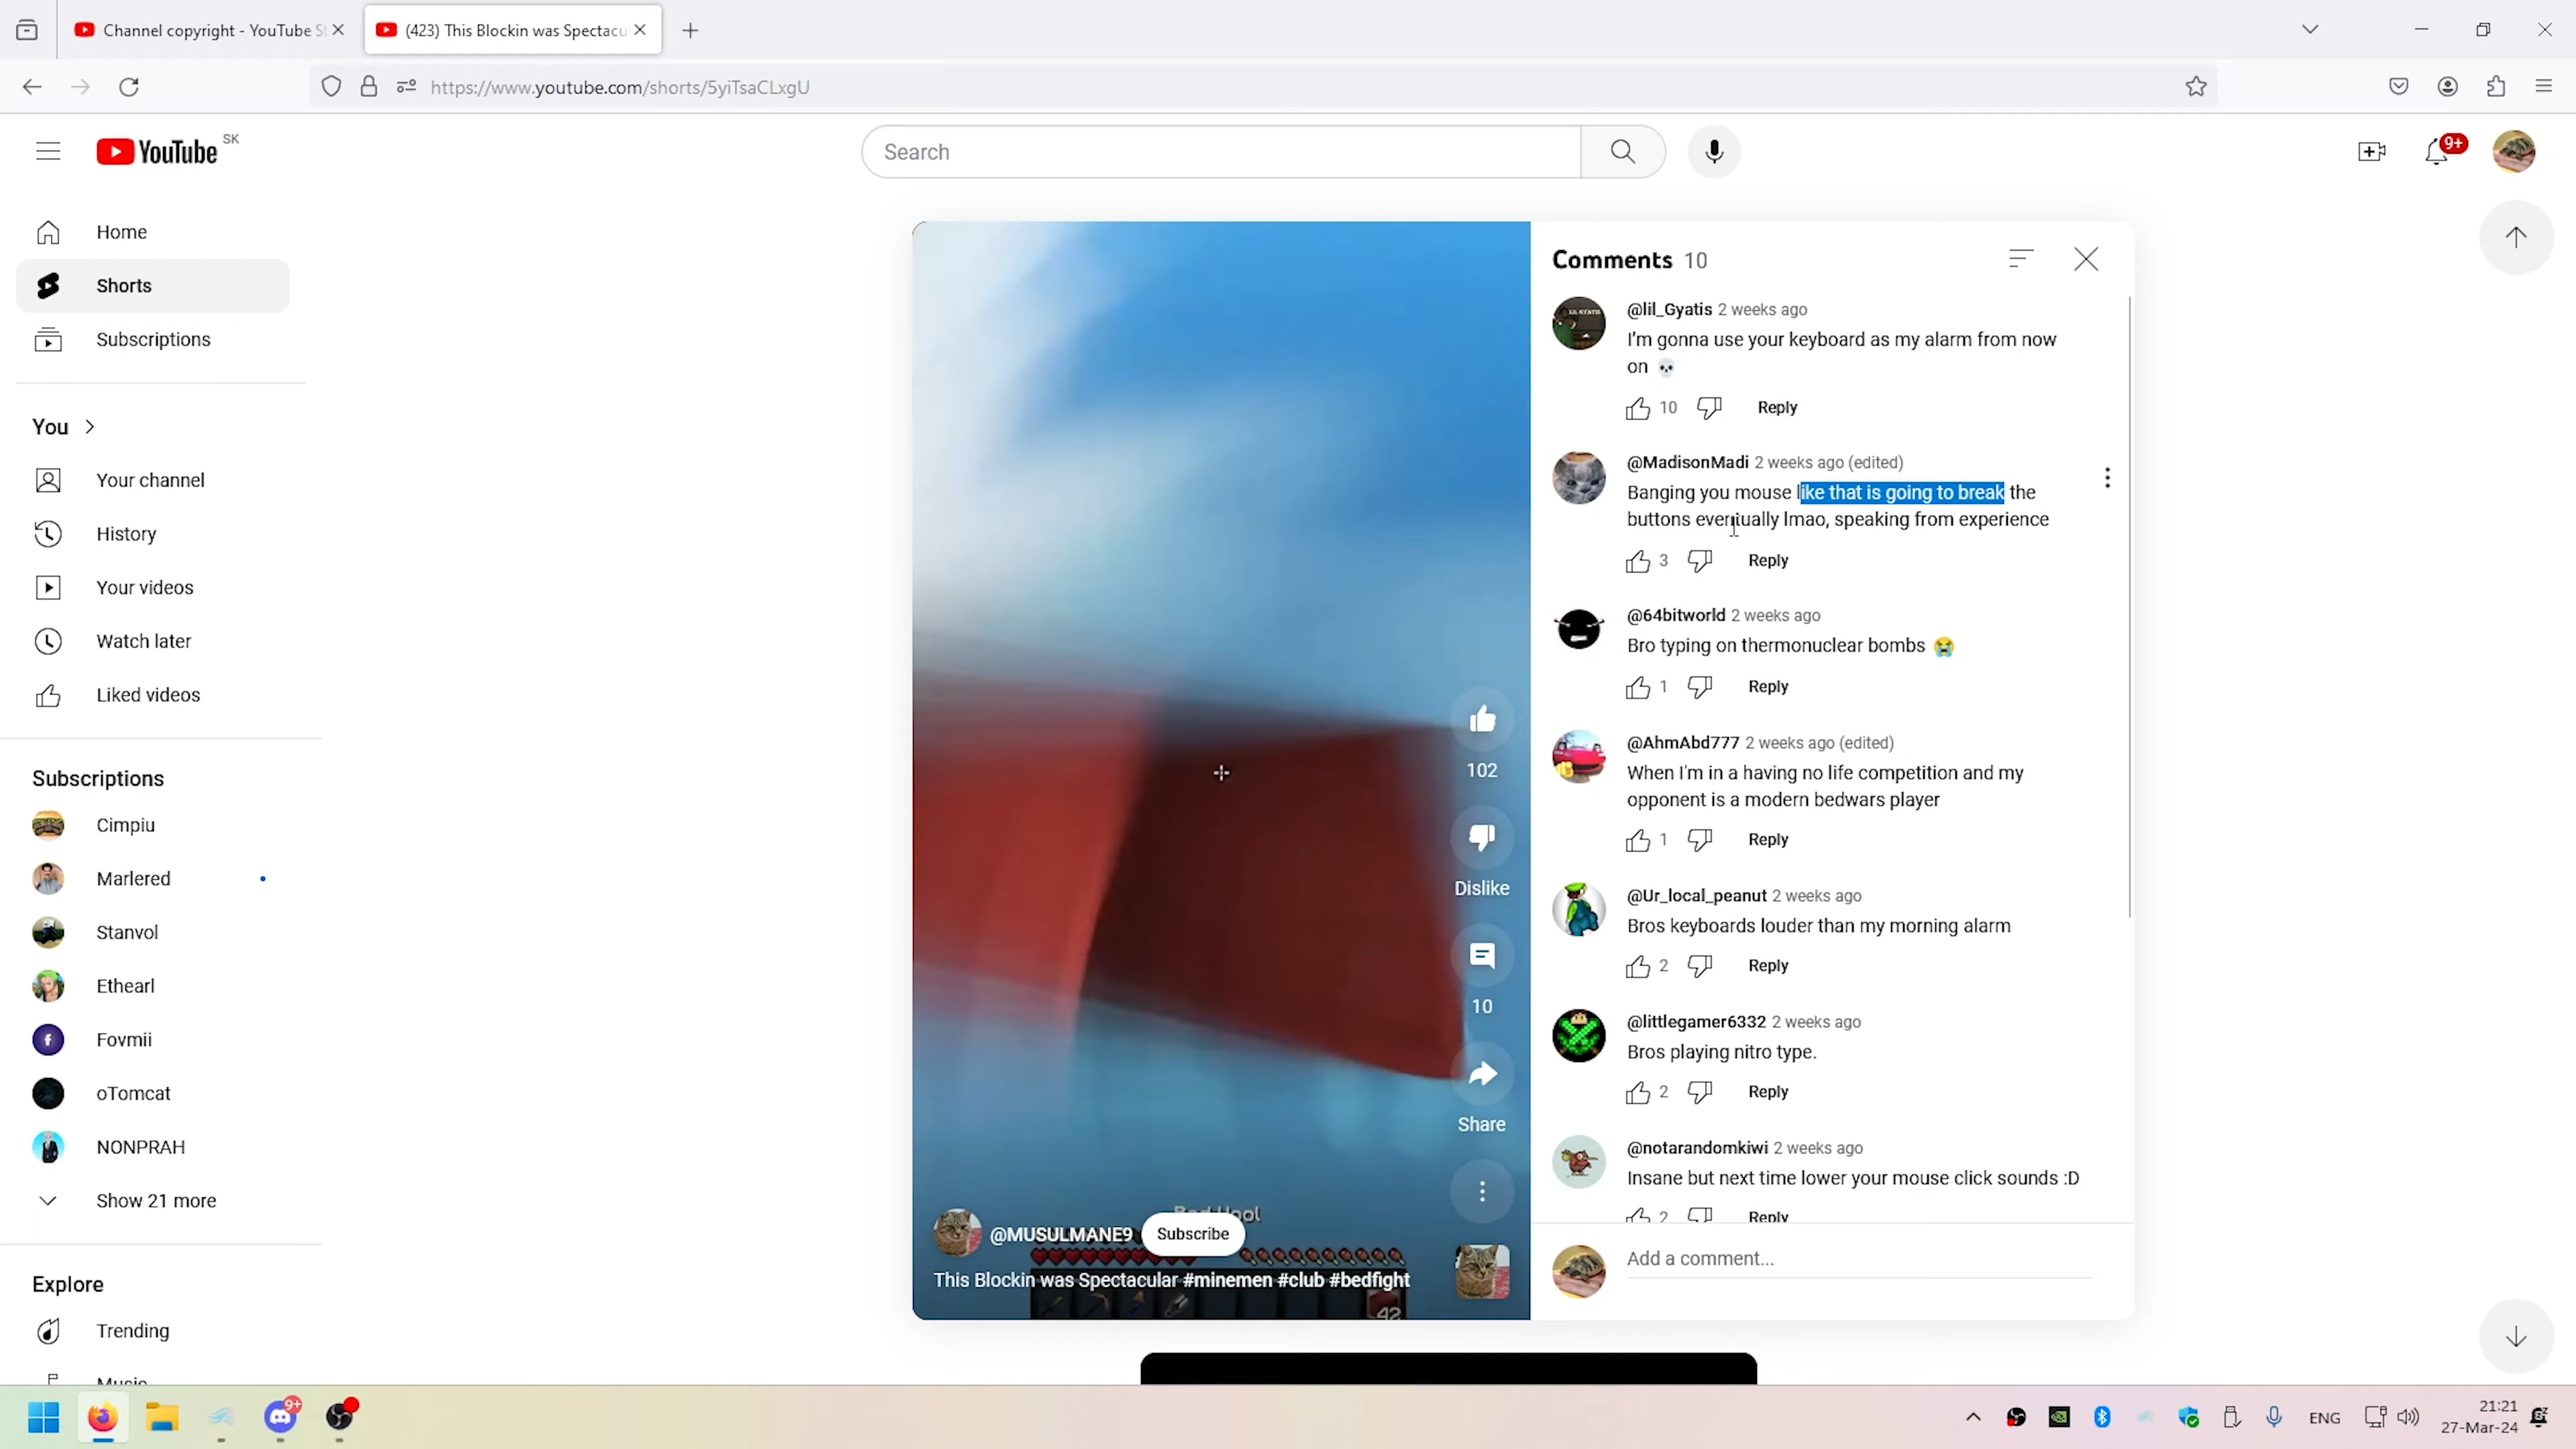 Channel copyright - YouTube St
(423) This Blockin was Spectacu
https://www.youtube.com/shorts/5yiTsaCLxgU
YouTube SK
Search
9+
Home
Shorts
Subscriptions
You
Your channel
History
Your videos
Watch later
Liked videos
Subscriptions
Cimpiu
Marlered
Stanvol
Ethearl
f Fovmii
oTomcat
NONPRAH
Show 21 more
Explore
Trending
Music
102
Dislike
10
Share
@MUSULMANE9 Subscribe
This Blockin was Spectacular #minemen #club #bedfight
42
Comments 10
@lil_Gyatis 2 weeks ago
I’m gonna use your keyboard as my alarm from now
on 💀
10 Reply
@MadisonMadi 2 weeks ago (edited)
Banging you mouse like that is going to break the
buttons eventually lmao, speaking from experience
3 Reply
@64bitworld 2 weeks ago
Bro typing on thermonuclear bombs 😭
1 Reply
@AhmAbd777 2 weeks ago (edited)
When I'm in a having no life competition and my
opponent is a modern bedwars player
1 Reply
@Ur_local_peanut 2 weeks ago
Bros keyboards louder than my morning alarm
2 Reply
@littlegamer6332 2 weeks ago
Bros playing nitro type.
2 Reply
@notarandomkiwi 2 weeks ago
Insane but next time lower your mouse click sounds :D
2 Reply
Add a comment...
9+
ENG
21:21
27-Mar-24